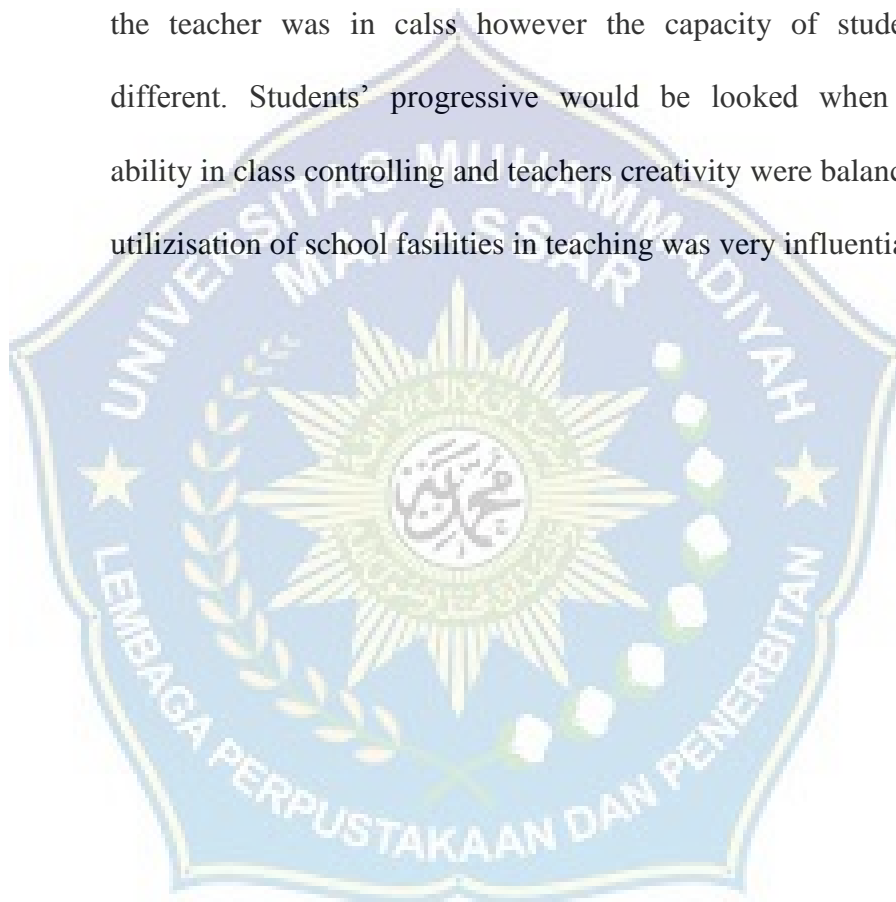 the teacher was in calss however the capacity of stude
different. Students’ progressive would be looked when
ability in class controlling and teachers creativity were balanc
utilizisation of school fasilities in teaching was very influentia
UNIVERSITAS MUHAMMADIYAH
MAKASSAR
LEMBAGA PERPUSTAKAAN DAN PENERBITAN